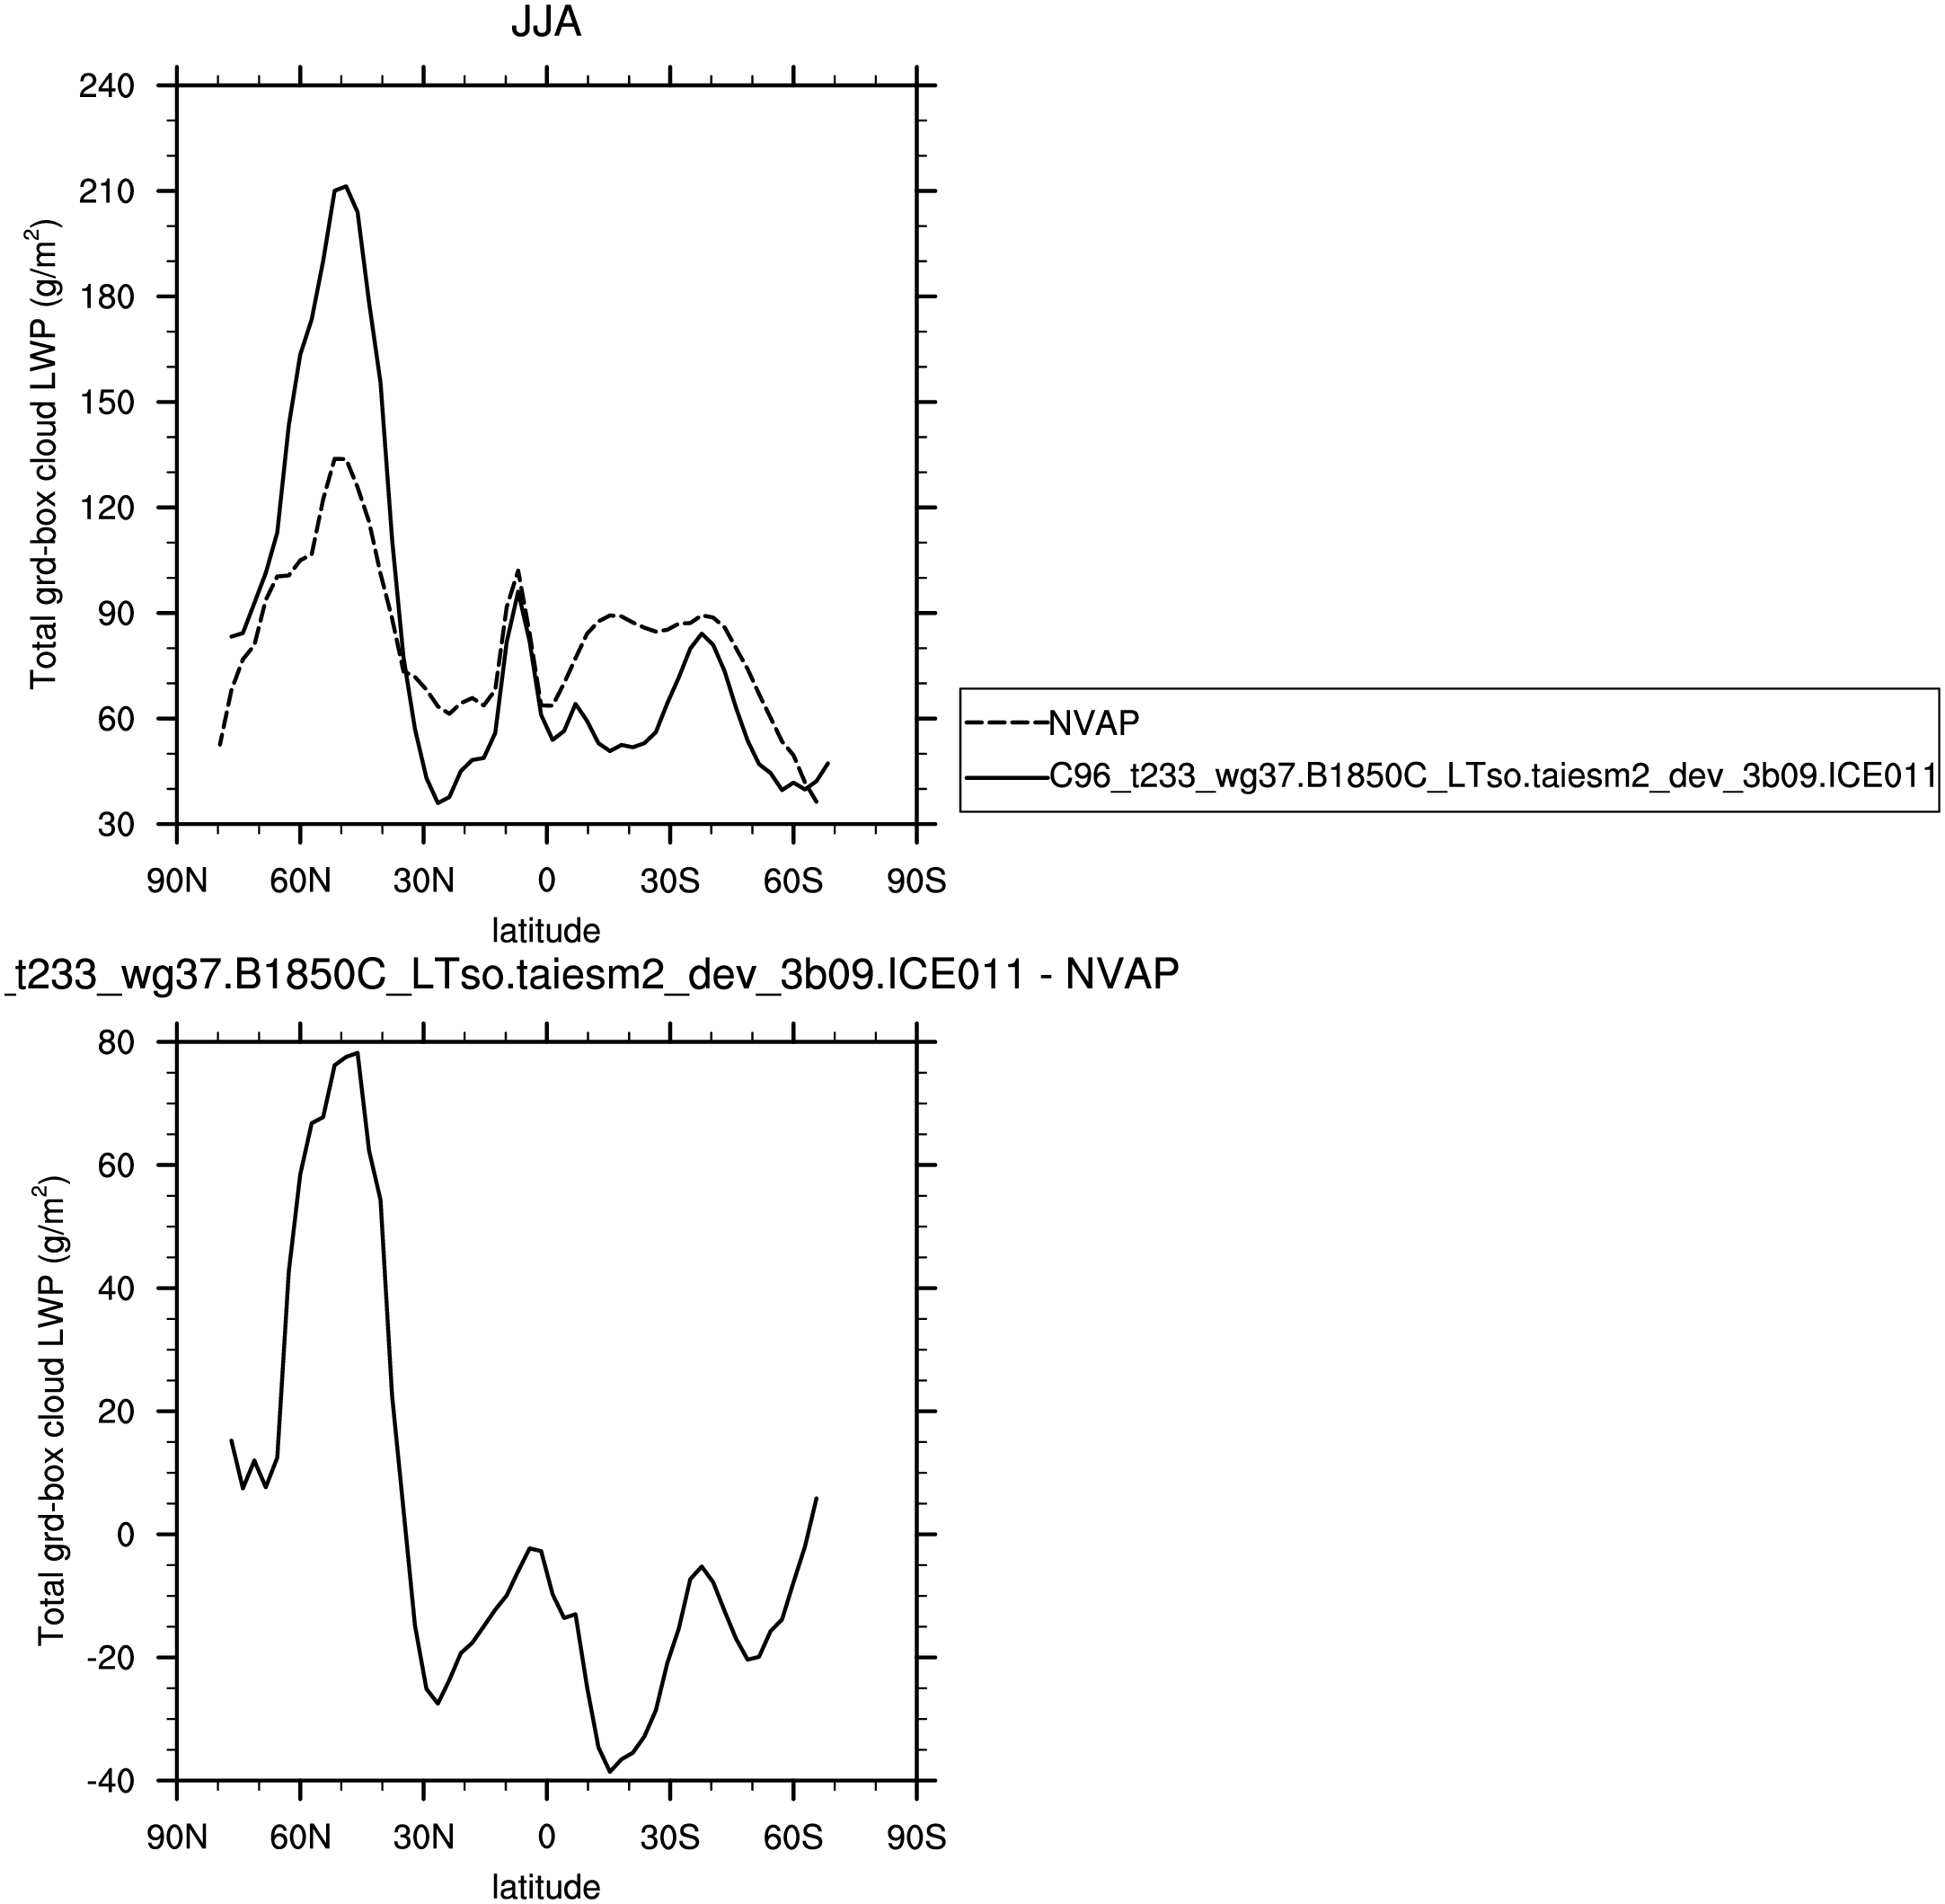 JJA
240
210
180
150
120
90
60
30
Total grd-box cloud LWP (g/m²)
90N 60N 30N 0 30S 60S 90S
latitude
NVAP
C96_t233_wg37.B1850C_LTso.taiesm2_dev_3b09.ICE011
_t233_wg37.B1850C_LTso.taiesm2_dev_3b09.ICE011 - NVAP
80
60
40
20
0
-20
-40
Total grd-box cloud LWP (g/m²)
90N 60N 30N 0 30S 60S 90S
latitude